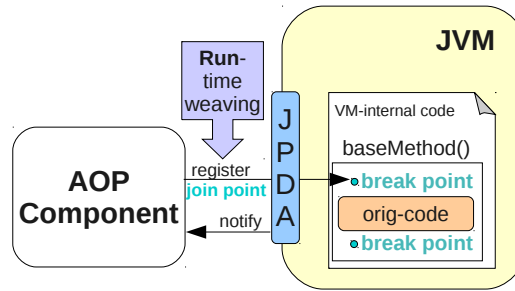 JVM
Run-
time
weaving
J
P
D
A
VM-internal code
baseMethod()
AOP
Component
register
join point
notify
break point
orig-code
break point